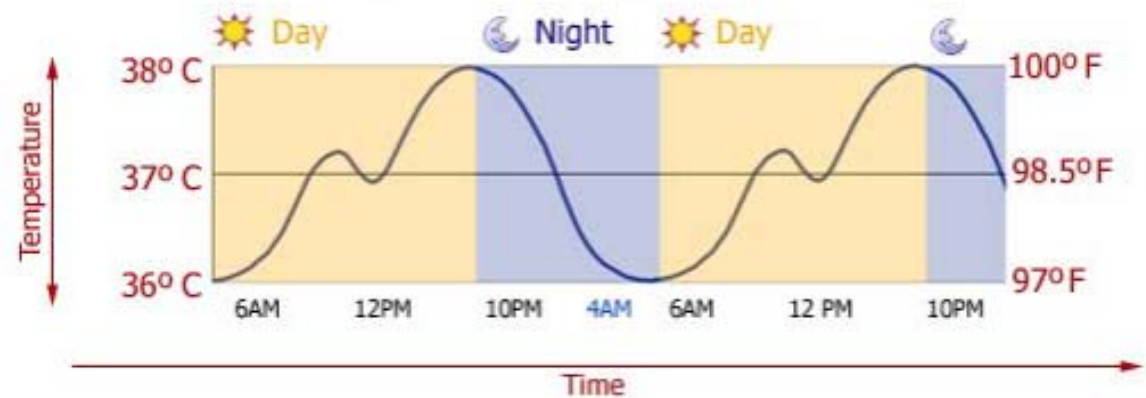 Day Night Day
38º C 100º F
Temperature
37º C 98.5ºF
36º C 97º F
6AM 12PM 10PM 4AM 6AM 12 PM 10PM
Time